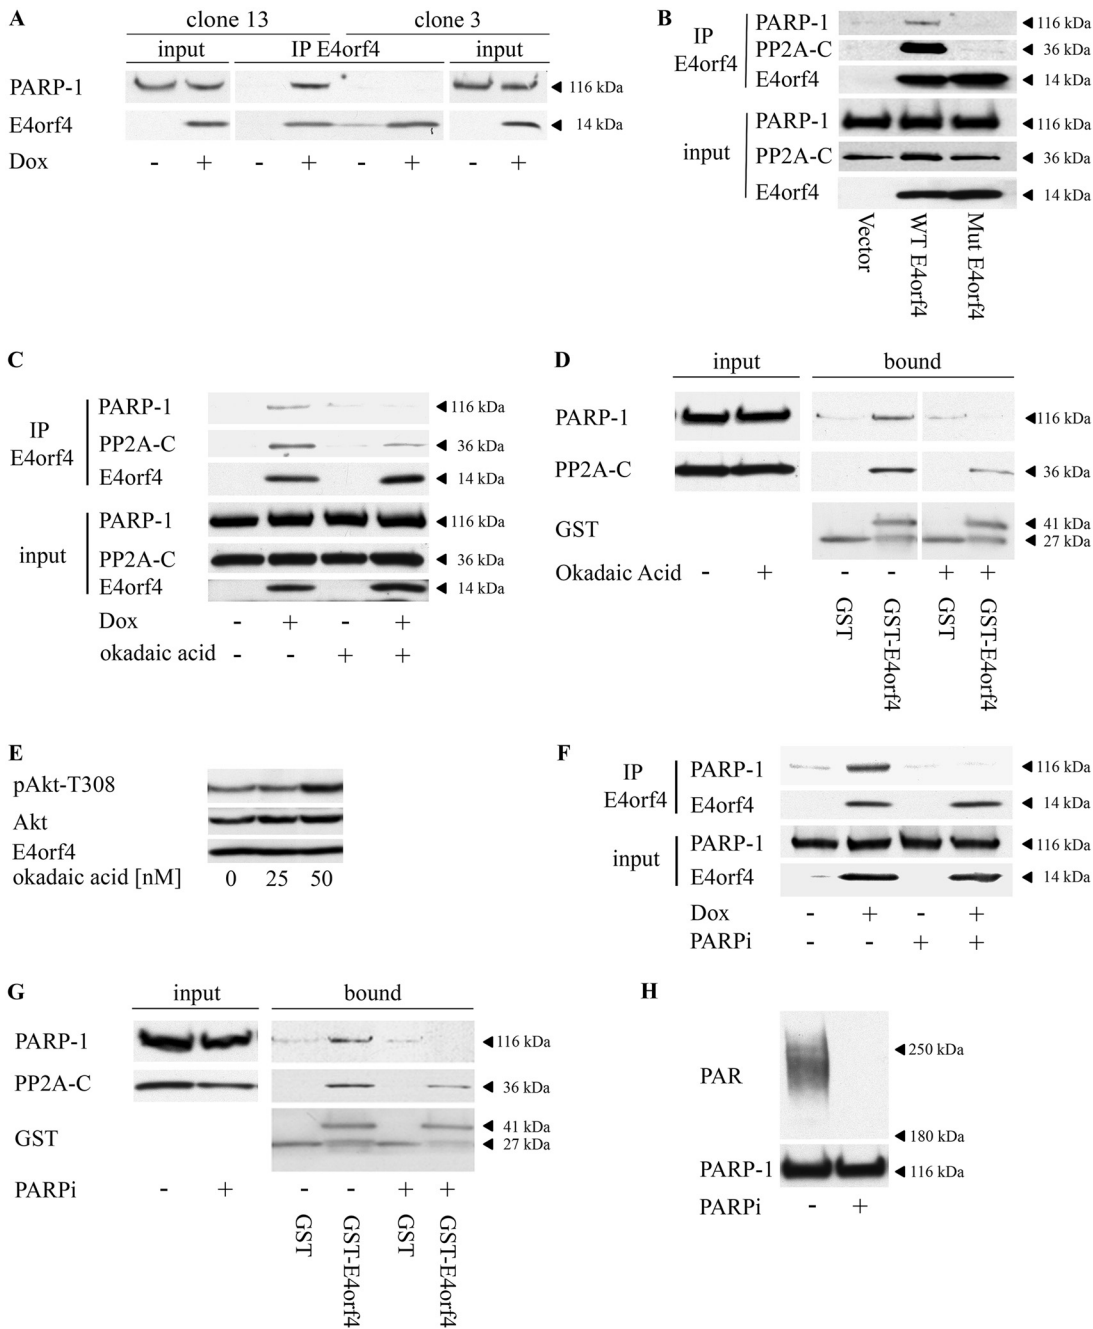 A
clone 13 clone 3
input IP E4orf4 input
PARP-1 ◄ 116 kDa
E4orf4 ◄ 14 kDa
Dox - + - + - + - +
B
IP E4orf4
PARP-1 ◄ 116 kDa
PP2A-C ◄ 36 kDa
E4orf4 ◄ 14 kDa
input
PARP-1 ◄ 116 kDa
PP2A-C ◄ 36 kDa
E4orf4 ◄ 14 kDa
Vector
WT E4orf4
Mut E4orf4
C
IP
E4orf4
PARP-1 ◄ 116 kDa
PP2A-C ◄ 36 kDa
E4orf4 ◄ 14 kDa
input
PARP-1 ◄ 116 kDa
PP2A-C ◄ 36 kDa
E4orf4 ◄ 14 kDa
Dox - + - +
okadaic acid - - + +
D
input bound
PARP-1 ◄ 116 kDa
PP2A-C ◄ 36 kDa
GST ◄ 41 kDa
◄ 27 kDa
Okadaic Acid - + - - + +
GST
GST-E4orf4
GST
GST-E4orf4
E
pAkt-T308
Akt
E4orf4
okadaic acid [nM] 0 25 50
F
IP
E4orf4
PARP-1 ◄ 116 kDa
E4orf4 ◄ 14 kDa
input
PARP-1 ◄ 116 kDa
E4orf4 ◄ 14 kDa
Dox - + - +
PARPi - - + +
G
input bound
PARP-1 ◄ 116 kDa
PP2A-C ◄ 36 kDa
GST ◄ 41 kDa
◄ 27 kDa
PARPi - + - - + +
GST
GST-E4orf4
GST
GST-E4orf4
H
◄ 250 kDa
PAR
◄ 180 kDa
PARP-1 ◄ 116 kDa
PARPi - +